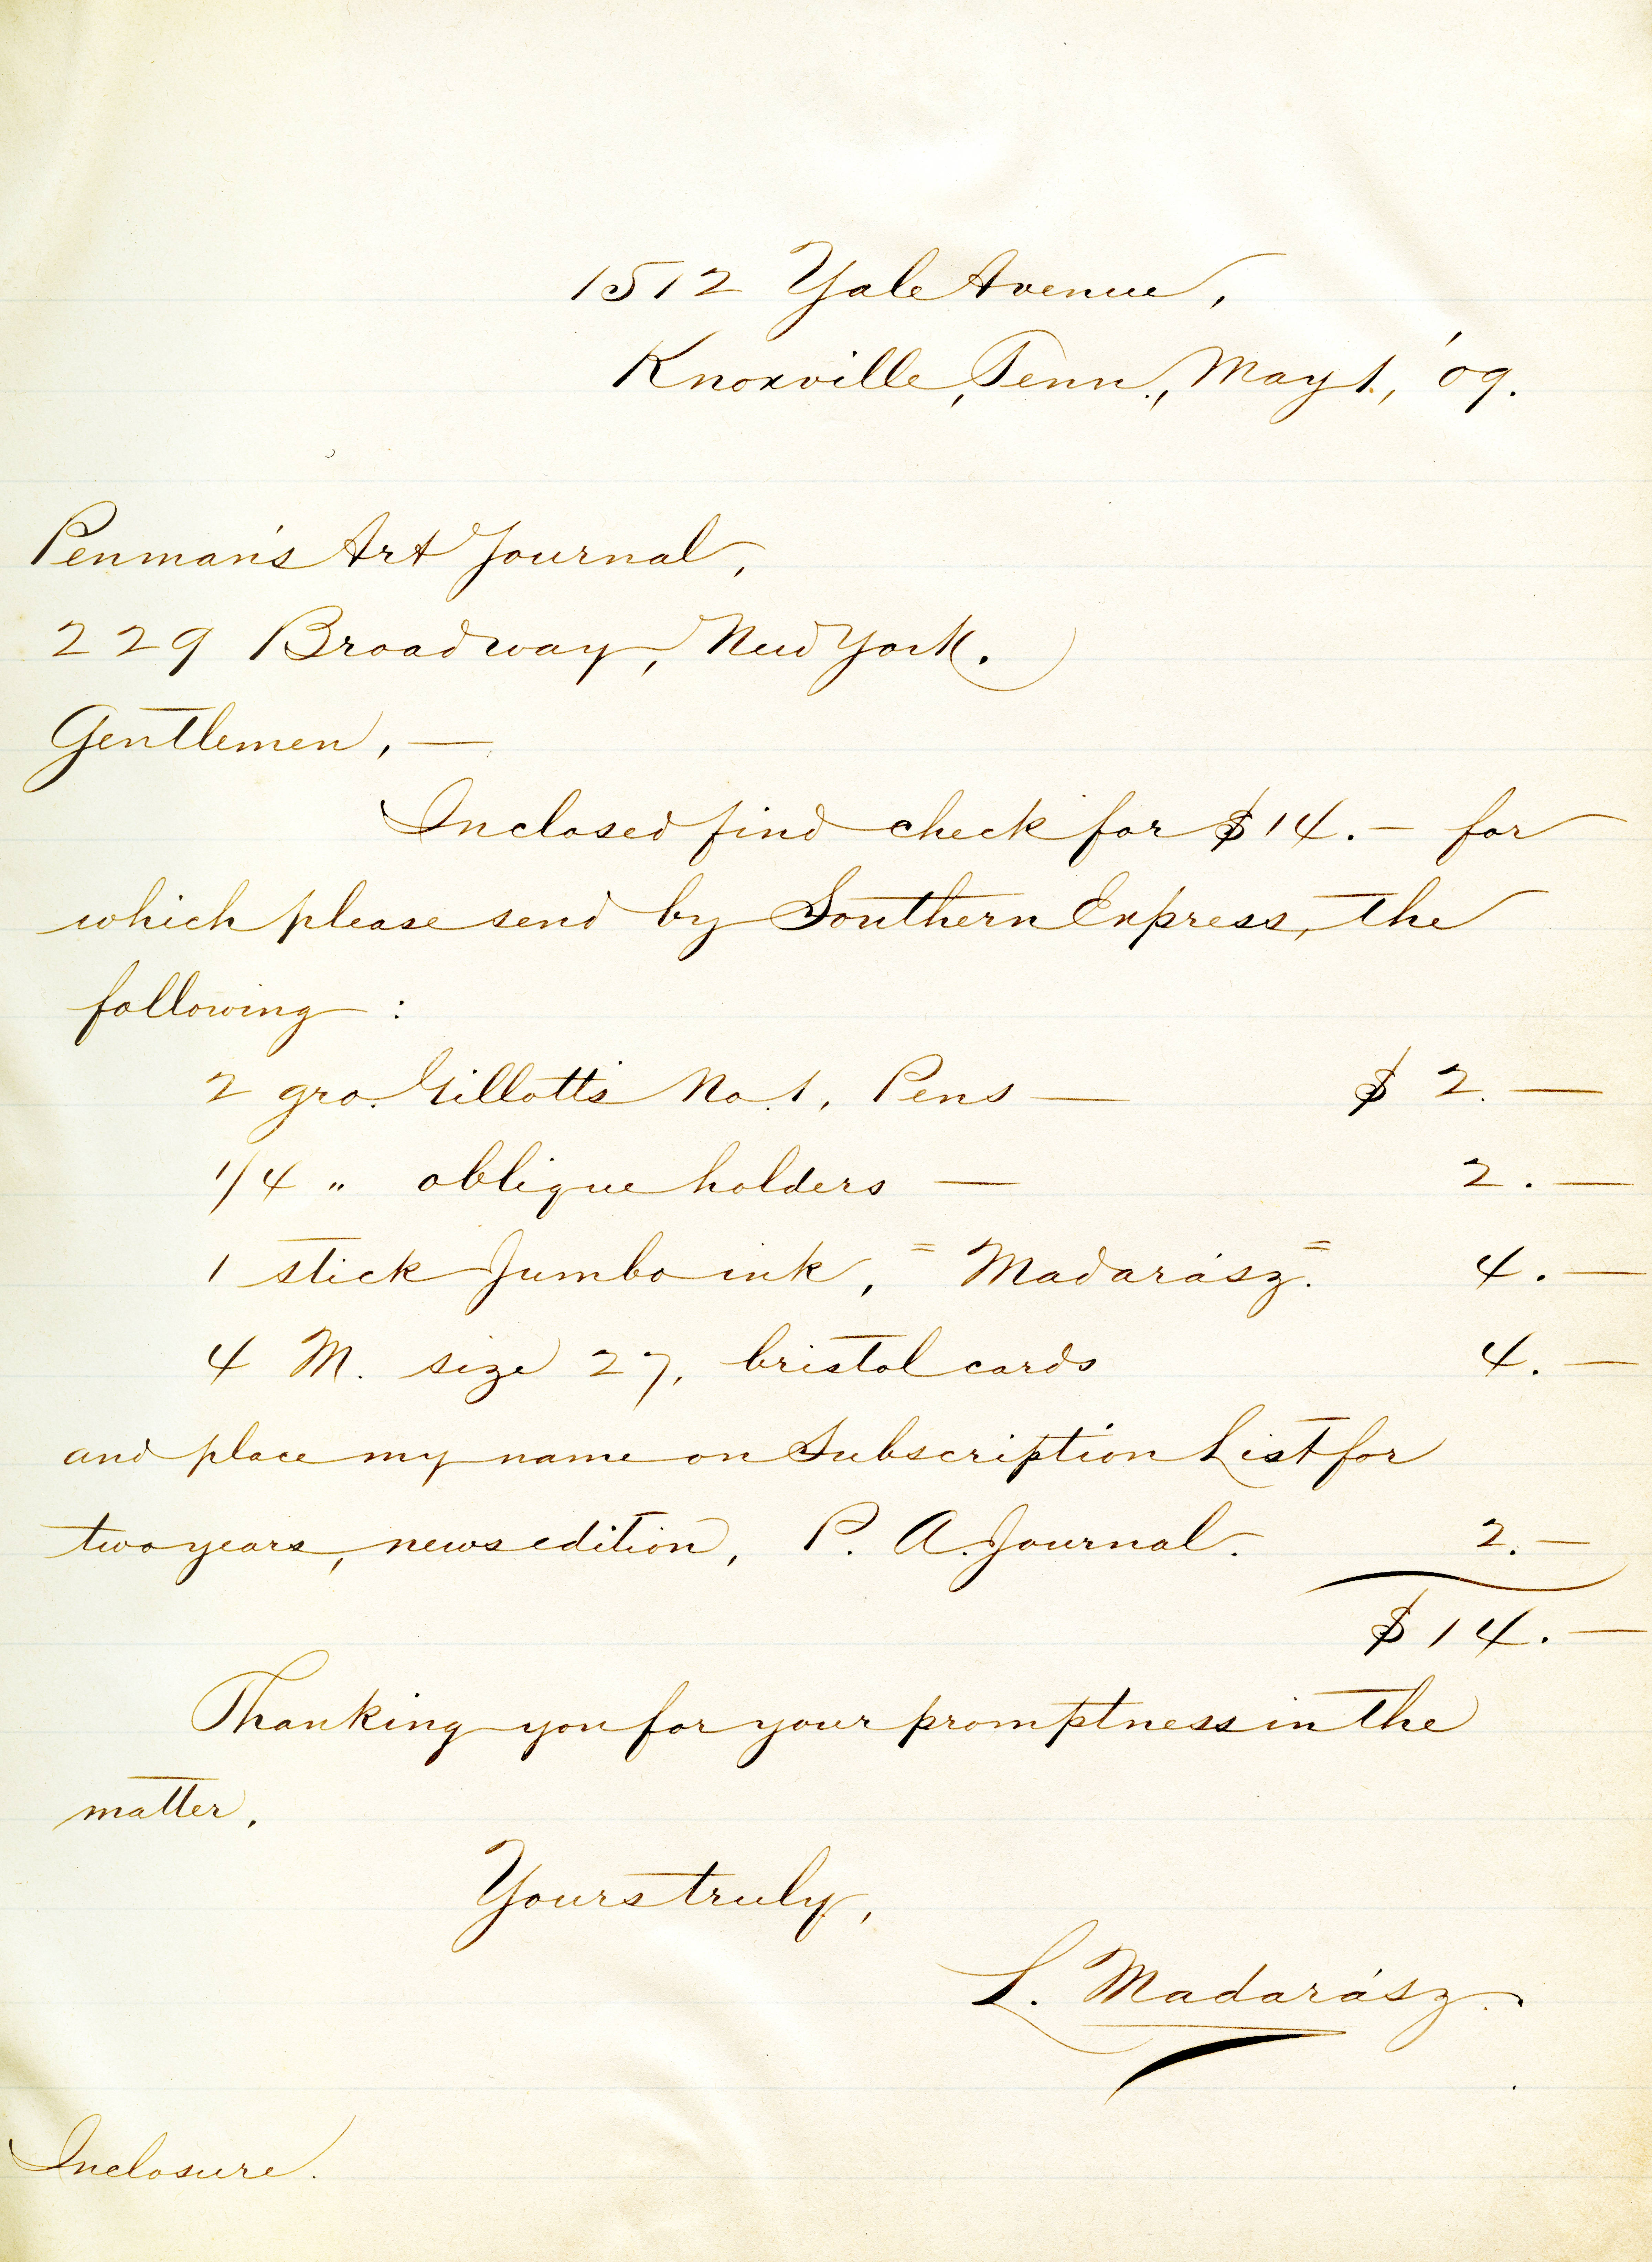 1512 Yale Avenue,
Knoxville, Tenn., May 1., '09.
Penman's Art Journal,
229 Broadway, New York.
Gentlemen, —
Inclosed find check for $14.— for
which please send by Southern Express, the
following :
2 gro. Gillott's No. 1, Pens — $ 2. —
1/4 " oblique holders — 2. —
1 stick Jumbo ink, "Madarász". 4. —
4 M. size 27, bristol cards 4. —
and place my name on Subscription List for
two years, news edition, P. A. Journal. 2. —
$ 14. —
Thanking you for your promptness in the
matter,
Yours truly,
L. Madarász.
Inclosure.